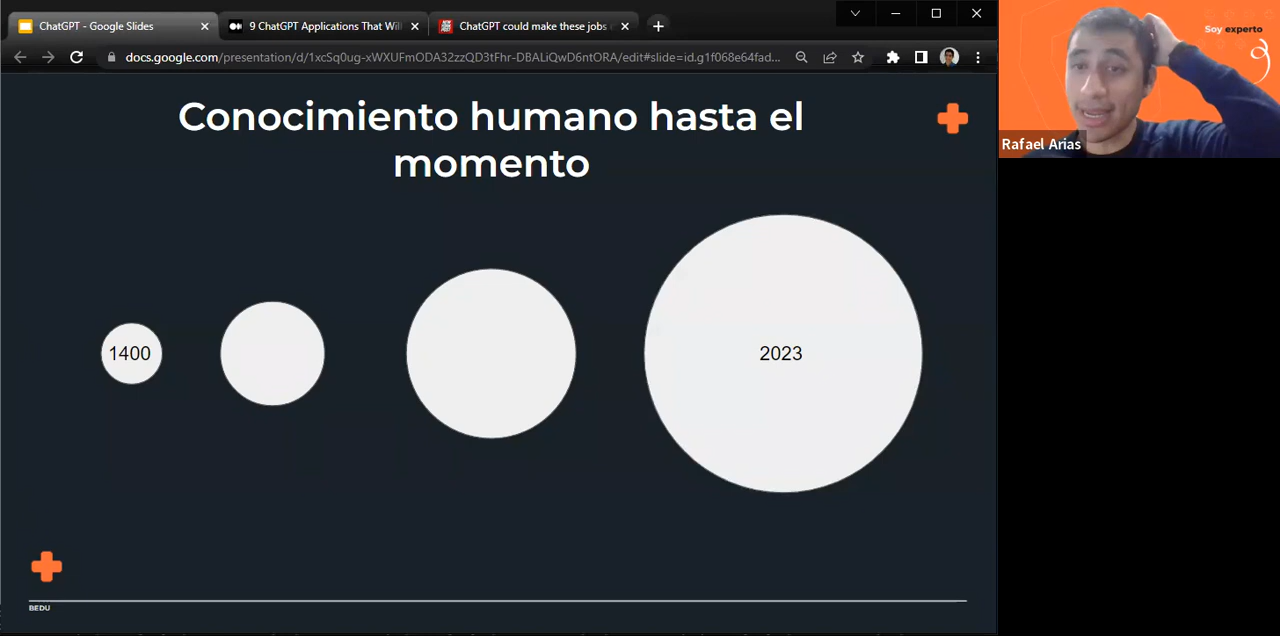 ChatGPT - Google Slides
9 ChatGPT Applications That Will
ChatGPT could make these jobs
docs.google.com/presentation/d/1xcSq0ug-xWXUFmODA32zzQD3tFhr-DBALiQwD6ntORA/edit#slide=id.g1f068e64fad...
Soy experto
Rafael Arias
Conocimiento humano hasta el
momento
1400
2023
BEDU